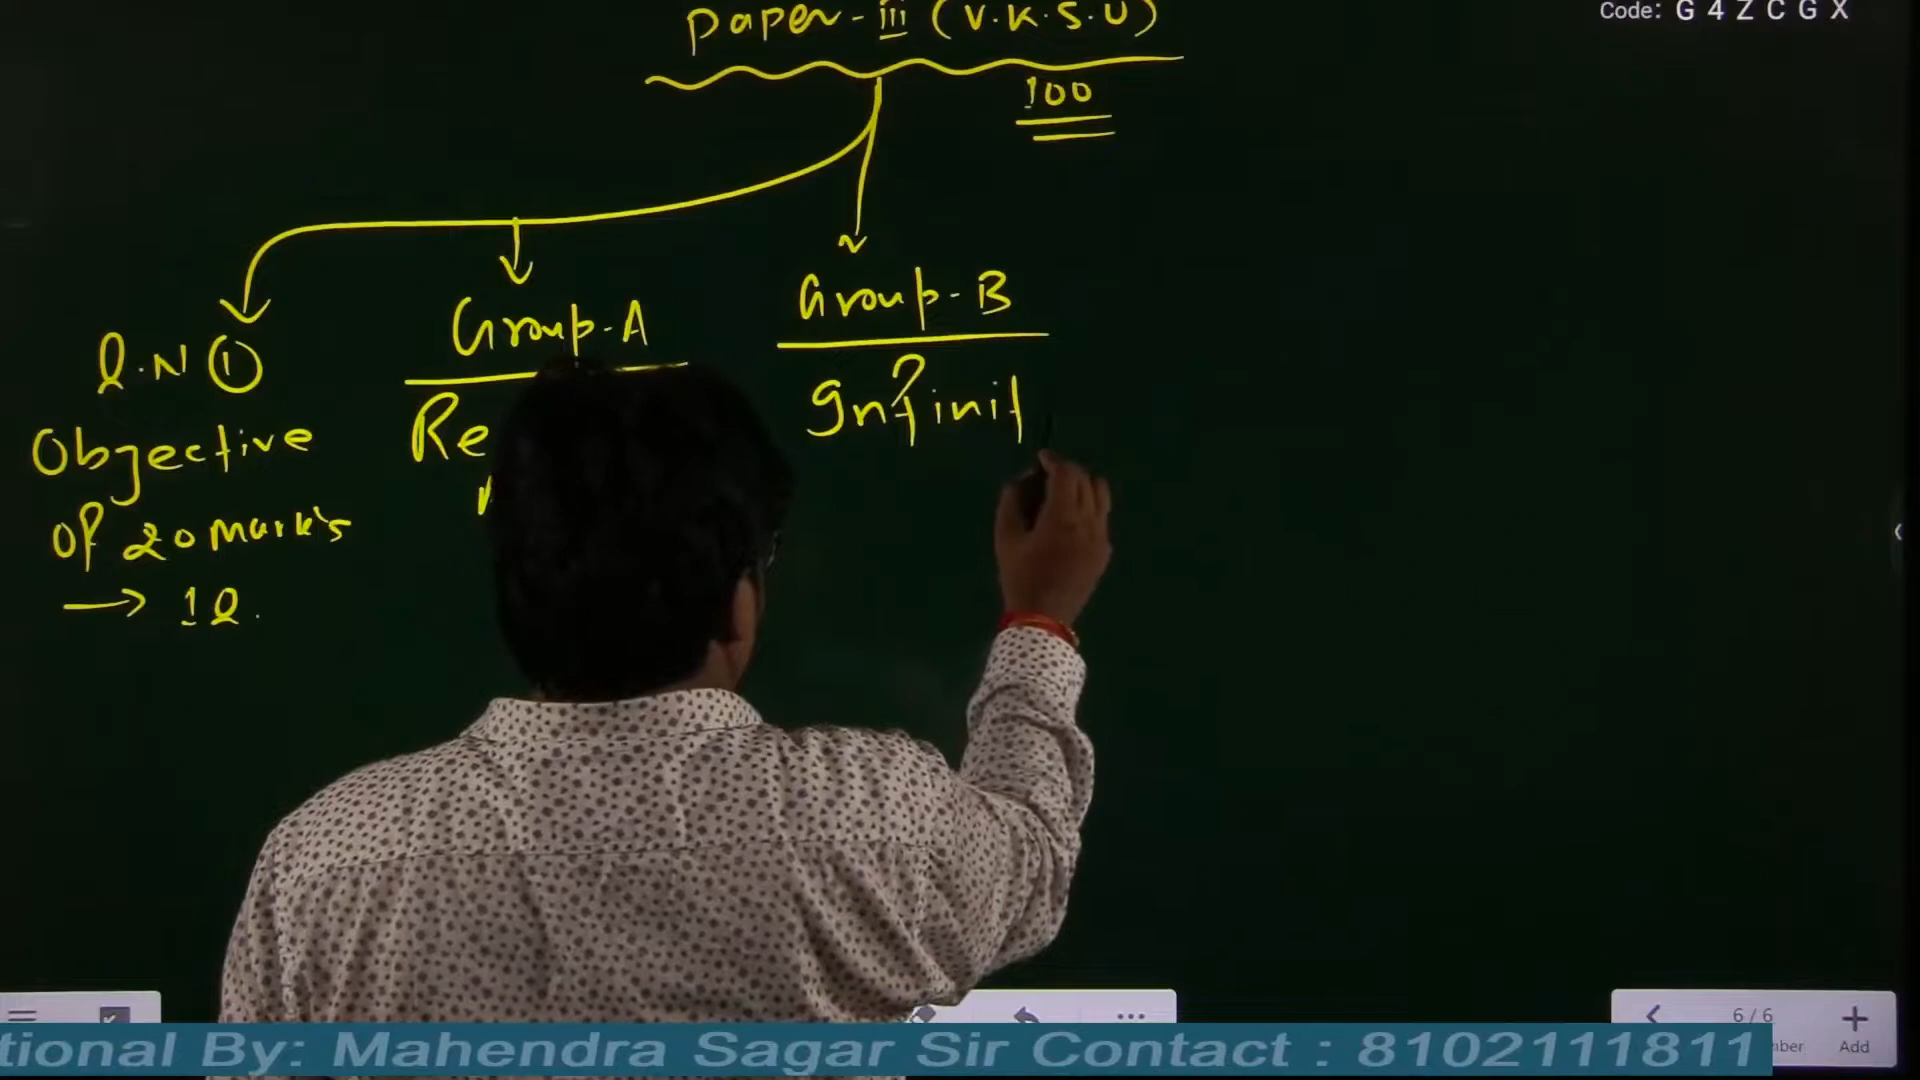 Paper-III (V.K.S.U)
Code: G4ZCGX
100
Q.N ①
Objective
of 20 mark's
→ 1Q.
Group-A
Re
Group-B
Infinit
6/6
Add
tional By: Mahendra Sagar Sir Contact : 8102111811